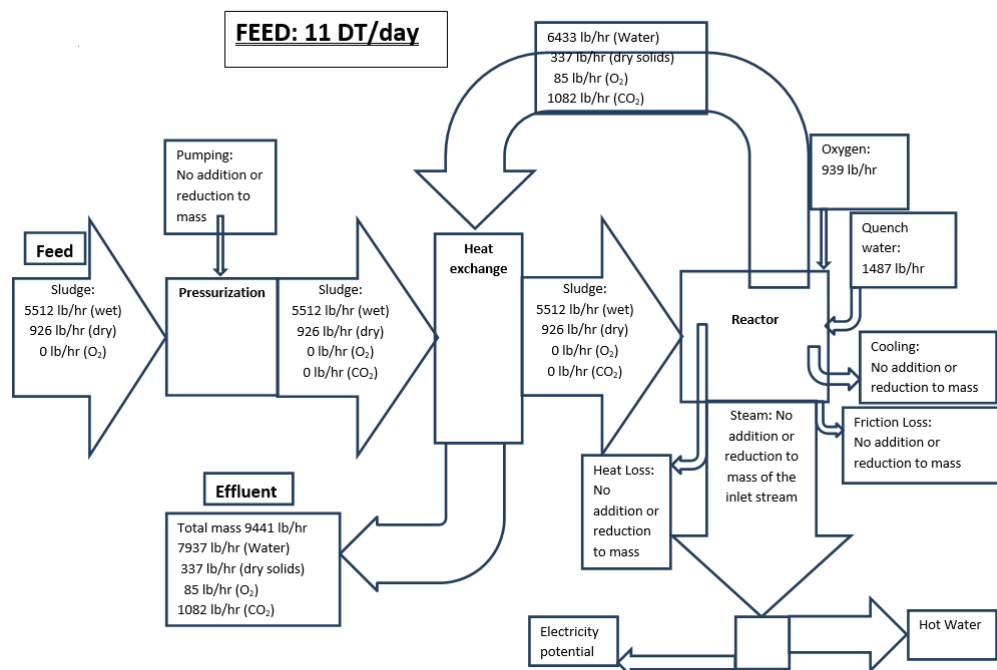 FEED: 11 DT/day
6433 lb/hr (Water)
337 lb/hr (dry solids)
85 lb/hr (O₂)
1082 lb/hr (CO₂)
Pumping:
No addition or
reduction to
mass
Oxygen:
939 lb/hr
Quench
water:
1487 lb/hr
Feed
Sludge:
5512 lb/hr (wet)
926 lb/hr (dry)
0 lb/hr (O₂)
0 lb/hr (CO₂)
Pressurization
Sludge:
5512 lb/hr (wet)
926 lb/hr (dry)
0 lb/hr (O₂)
0 lb/hr (CO₂)
Heat
exchange
Sludge:
5512 lb/hr (wet)
926 lb/hr (dry)
0 lb/hr (O₂)
0 lb/hr (CO₂)
Reactor
Cooling:
No addition or
reduction to mass
Friction Loss:
No addition or
reduction to mass
Steam: No
addition or
reduction to
mass of the
inlet stream
Heat Loss:
No
addition or
reduction
to mass
Effluent
Total mass 9441 lb/hr
7937 lb/hr (Water)
337 lb/hr (dry solids)
85 lb/hr (O₂)
1082 lb/hr (CO₂)
Electricity
potential
Hot Water